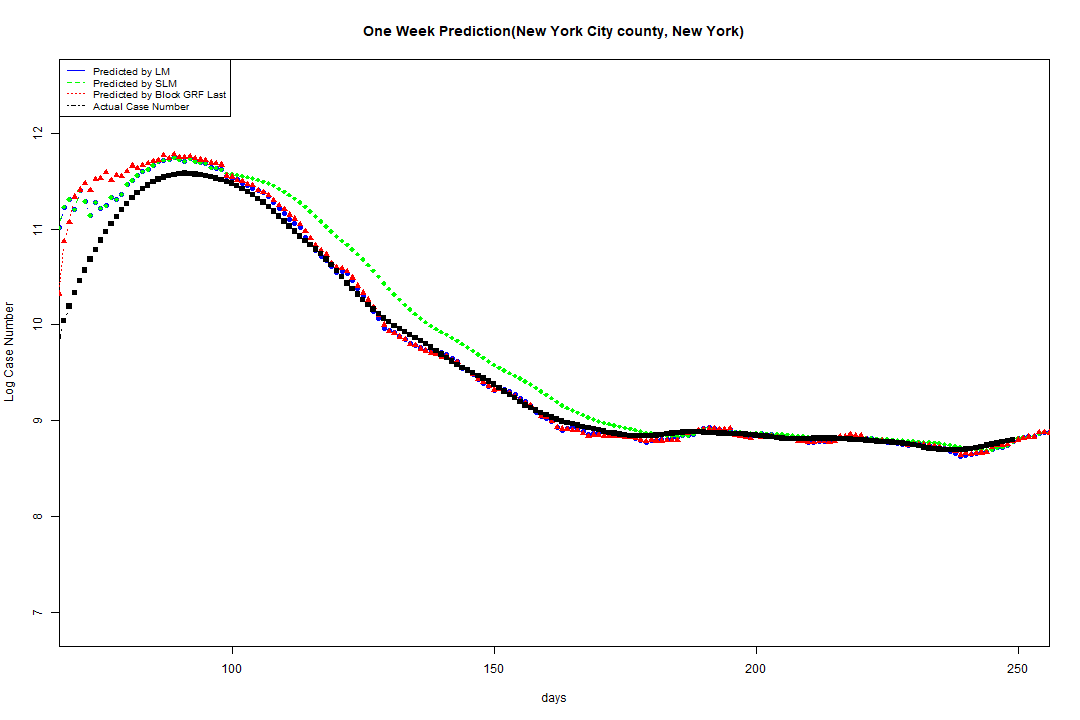 One Week Prediction(New York City county, New York)
Predicted by LM
Predicted by SLM
Predicted by Block GRF Last
Actual Case Number
12
11
10
9
8
7
Log Case Number
100
150
200
250
days